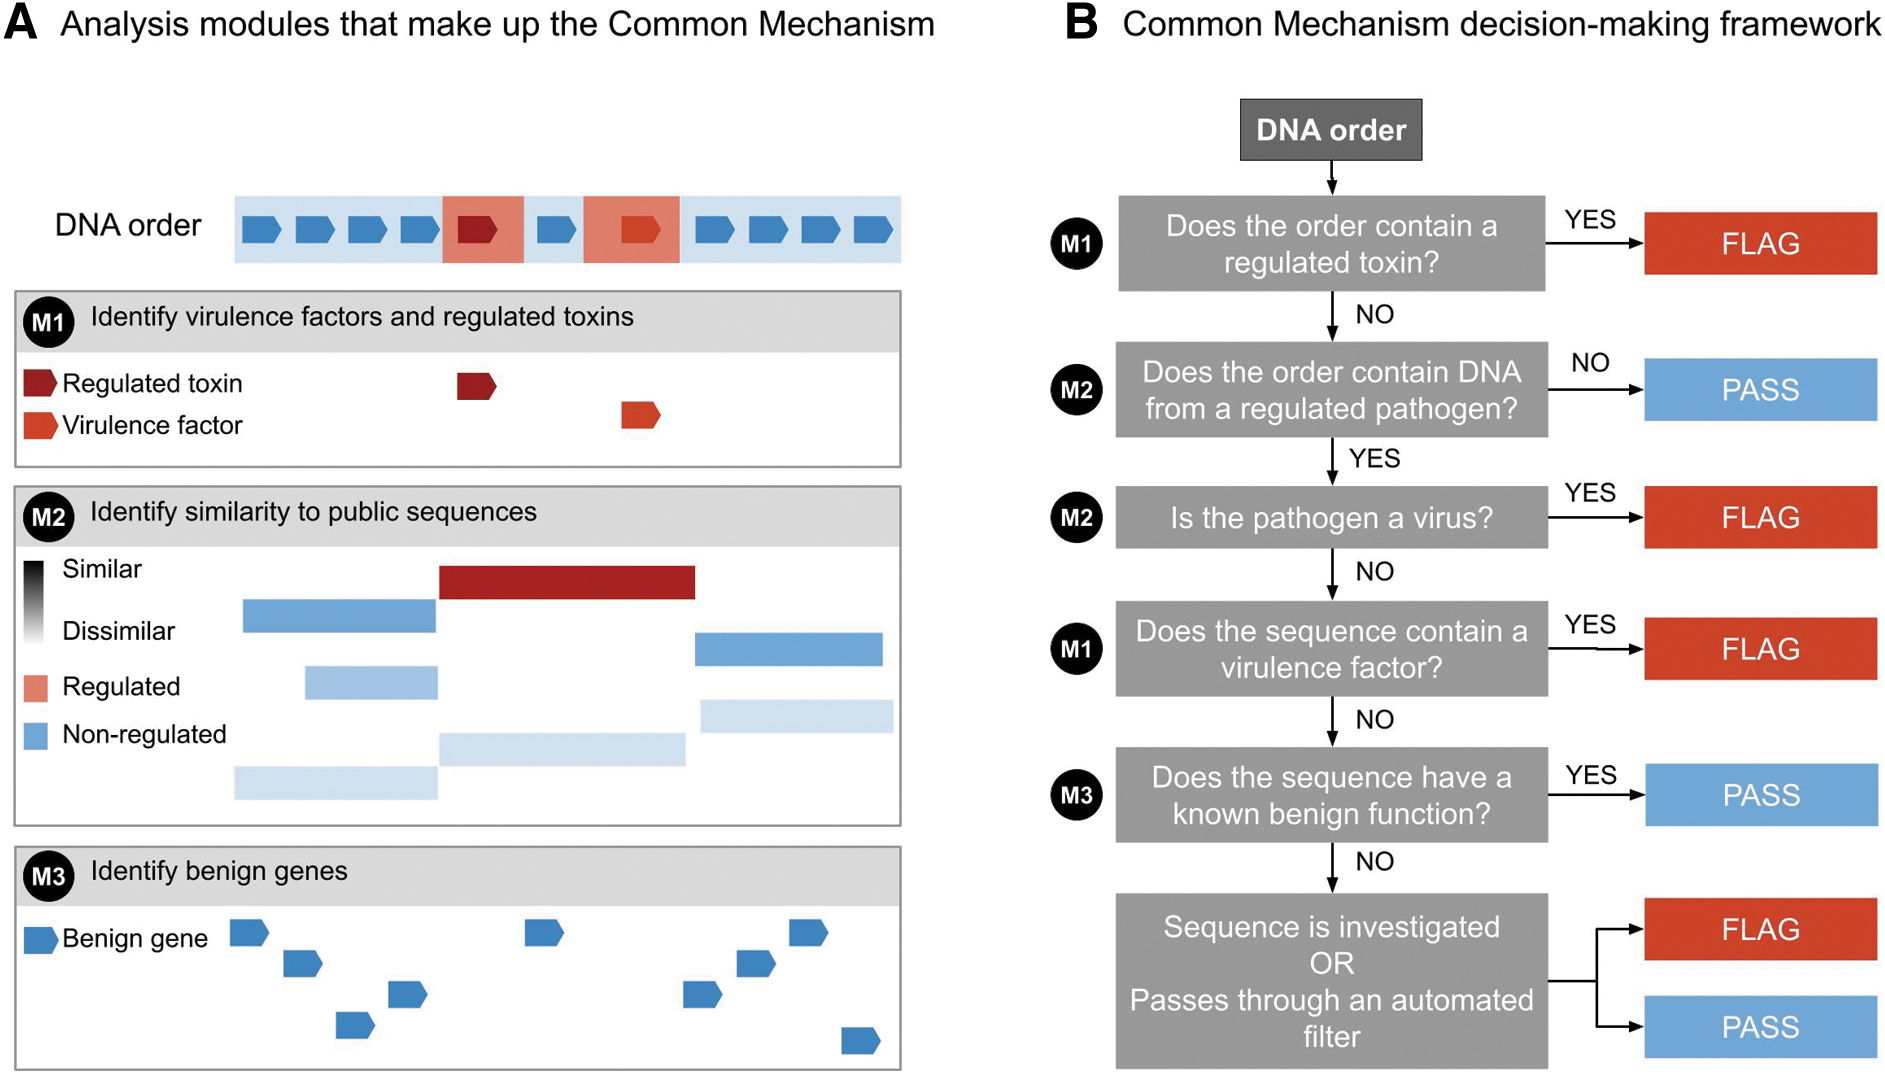 A Analysis modules that make up the Common Mechanism
DNA order
M1 Identify virulence factors and regulated toxins
Regulated toxin
Virulence factor
M2 Identify similarity to public sequences
Similar
Dissimilar
Regulated
Non-regulated
M3 Identify benign genes
Benign gene
B Common Mechanism decision-making framework
DNA order
M1
Does the order contain a
regulated toxin?
YES
FLAG
NO
M2
Does the order contain DNA
from a regulated pathogen?
NO
PASS
YES
M2
Is the pathogen a virus?
YES
FLAG
NO
M1
Does the sequence contain a
virulence factor?
YES
FLAG
NO
M3
Does the sequence have a
known benign function?
YES
PASS
NO
Sequence is investigated
OR
Passes through an automated
filter
FLAG
PASS